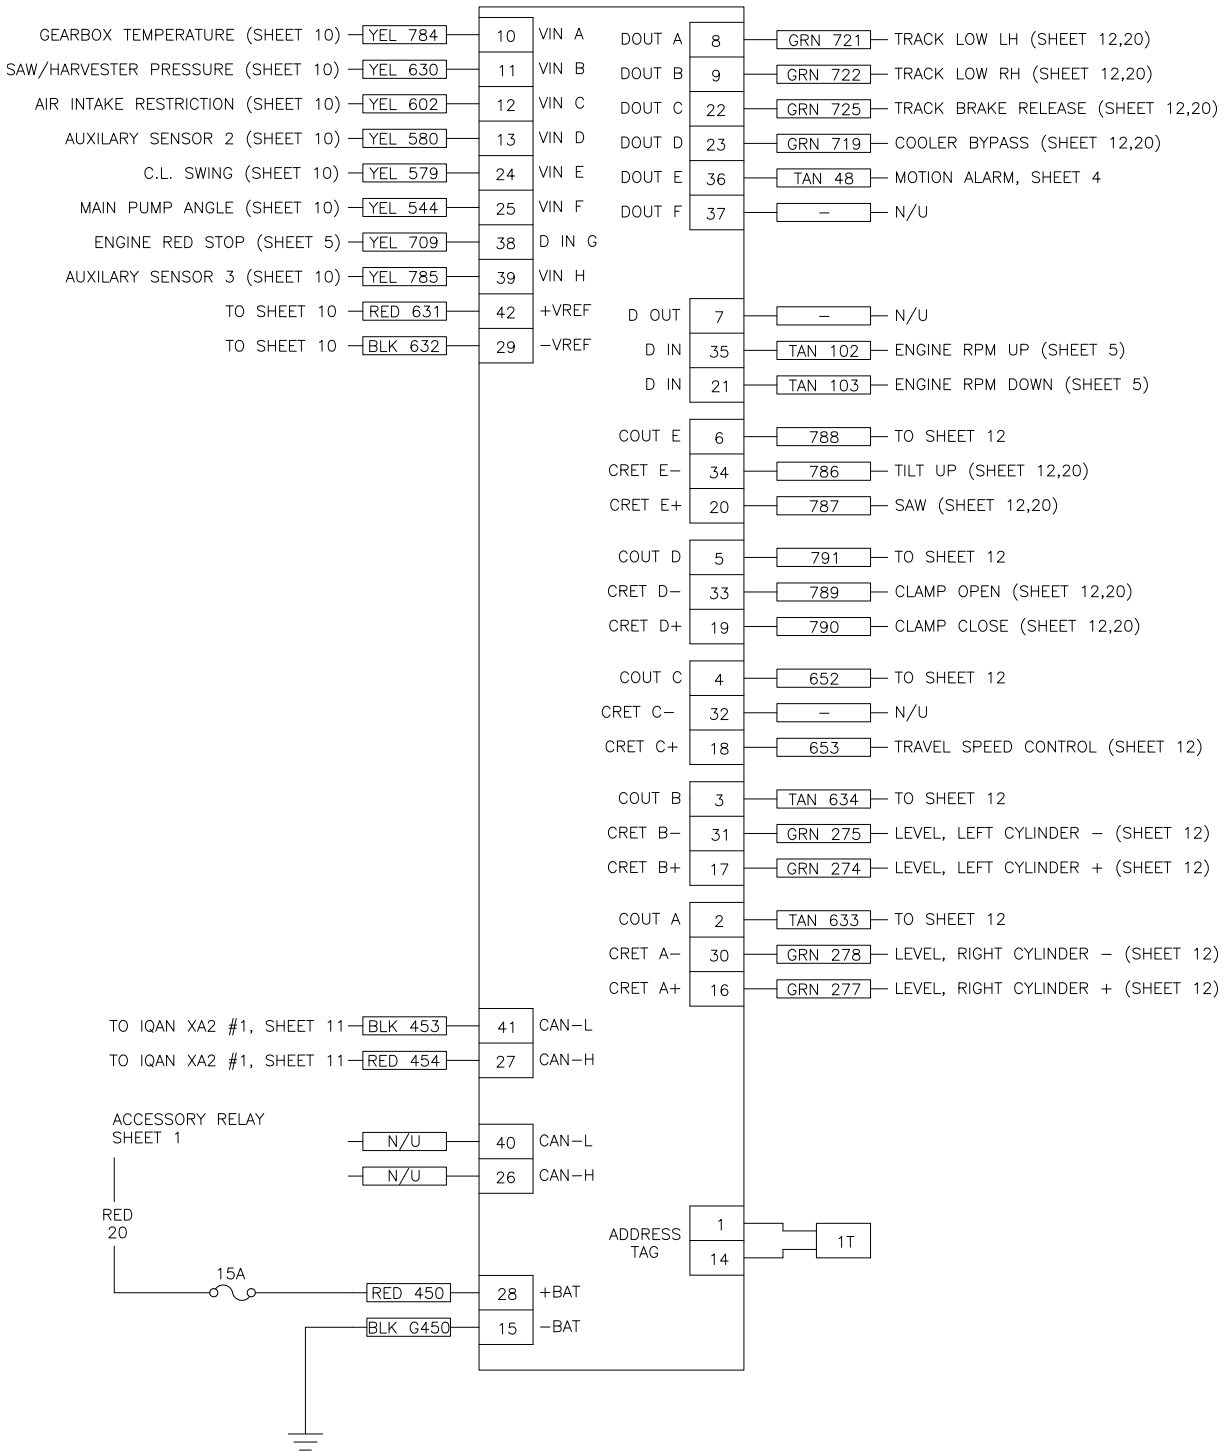 GEARBOX TEMPERATURE (SHEET 10) YEL 784 10 VIN A
SAW/HARVESTER PRESSURE (SHEET 10) YEL 630 11 VIN B
AIR INTAKE RESTRICTION (SHEET 10) YEL 602 12 VIN C
AUXILARY SENSOR 2 (SHEET 10) YEL 580 13 VIN D
C.L. SWING (SHEET 10) YEL 579 24 VIN E
MAIN PUMP ANGLE (SHEET 10) YEL 544 25 VIN F
ENGINE RED STOP (SHEET 5) YEL 709 38 D IN G
AUXILARY SENSOR 3 (SHEET 10) YEL 785 39 VIN H
TO SHEET 10 RED 631 42 +VREF
TO SHEET 10 BLK 632 29 −VREF
DOUT A 8 GRN 721 TRACK LOW LH (SHEET 12,20)
DOUT B 9 GRN 722 TRACK LOW RH (SHEET 12,20)
DOUT C 22 GRN 725 TRACK BRAKE RELEASE (SHEET 12,20)
DOUT D 23 GRN 719 COOLER BYPASS (SHEET 12,20)
DOUT E 36 TAN 48 MOTION ALARM, SHEET 4
DOUT F 37 − N/U
D OUT 7 − N/U
D IN 35 TAN 102 ENGINE RPM UP (SHEET 5)
D IN 21 TAN 103 ENGINE RPM DOWN (SHEET 5)
COUT E 6 788 TO SHEET 12
CRET E− 34 786 TILT UP (SHEET 12,20)
CRET E+ 20 787 SAW (SHEET 12,20)
COUT D 5 791 TO SHEET 12
CRET D− 33 789 CLAMP OPEN (SHEET 12,20)
CRET D+ 19 790 CLAMP CLOSE (SHEET 12,20)
COUT C 4 652 TO SHEET 12
CRET C− 32 − N/U
CRET C+ 18 653 TRAVEL SPEED CONTROL (SHEET 12)
COUT B 3 TAN 634 TO SHEET 12
CRET B− 31 GRN 275 LEVEL, LEFT CYLINDER − (SHEET 12)
CRET B+ 17 GRN 274 LEVEL, LEFT CYLINDER + (SHEET 12)
COUT A 2 TAN 633 TO SHEET 12
CRET A− 30 GRN 278 LEVEL, RIGHT CYLINDER − (SHEET 12)
CRET A+ 16 GRN 277 LEVEL, RIGHT CYLINDER + (SHEET 12)
TO IQAN XA2 #1, SHEET 11 BLK 453 41 CAN−L
TO IQAN XA2 #1, SHEET 11 RED 454 27 CAN−H
ACCESSORY RELAY
SHEET 1
N/U 40 CAN−L
N/U 26 CAN−H
RED
20
ADDRESS
TAG
1
14
1T
15A
RED 450 28 +BAT
BLK G450 15 −BAT